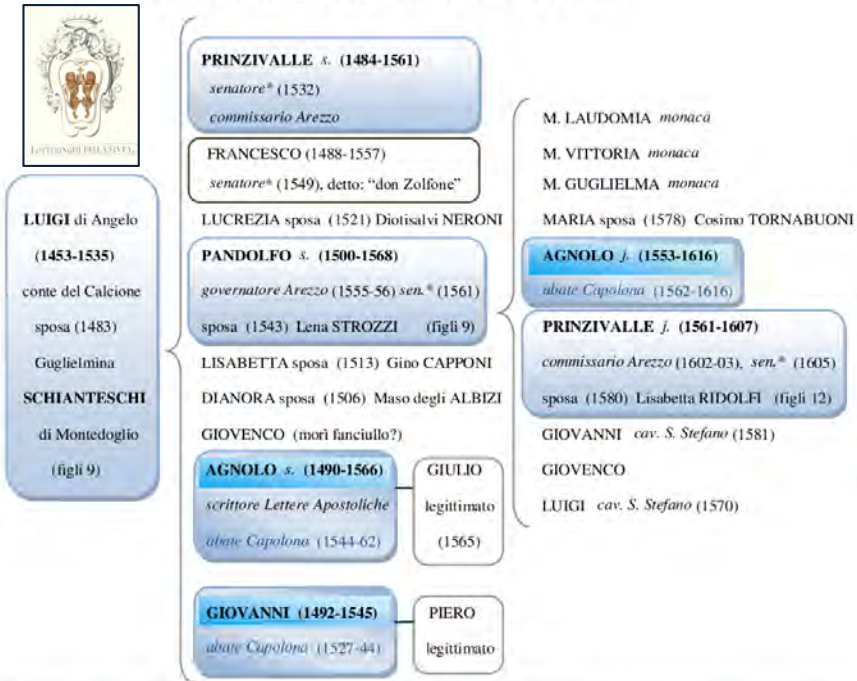 LOTTERINGHI DELLA STUFA
LUIGI di Angelo
(1453-1535)
conte del Calcione
sposa (1483)
Guglielmina
SCHIANTESCHI
di Montedoglio
(figli 9)
PRINZIVALLE s. (1484-1561)
senatore* (1532)
commissario Arezzo
FRANCESCO (1488-1557)
senatore* (1549), detto: “don Zolfone”
LUCREZIA sposa (1521) Diotisalvi NERONI
PANDOLFO s. (1500-1568)
governatore Arezzo (1555-56) sen.* (1561)
sposa (1543) Lena STROZZI (figli 9)
LISABETTA sposa (1513) Gino CAPPONI
DIANORA sposa (1506) Maso degli ALBIZI
GIOVENCO (morì fanciullo?)
AGNOLO s. (1490-1566)
scrittore Lettere Apostoliche
abate Capolona (1544-62)
GIULIO
legittimato
(1565)
GIOVANNI (1492-1545)
abate Capolona (1527-44)
PIERO
legittimato
M. LAUDOMIA monaca
M. VITTORIA monaca
M. GUGLIELMA monaca
MARIA sposa (1578) Cosimo TORNABUONI
AGNOLO j. (1553-1616)
abate Capolona (1562-1616)
PRINZIVALLE j. (1561-1607)
commissario Arezzo (1602-03), sen.* (1605)
sposa (1580) Lisabetta RIDOLFI (figli 12)
GIOVANNI cav. S. Stefano (1581)
GIOVENCO
LUIGI cav. S. Stefano (1570)